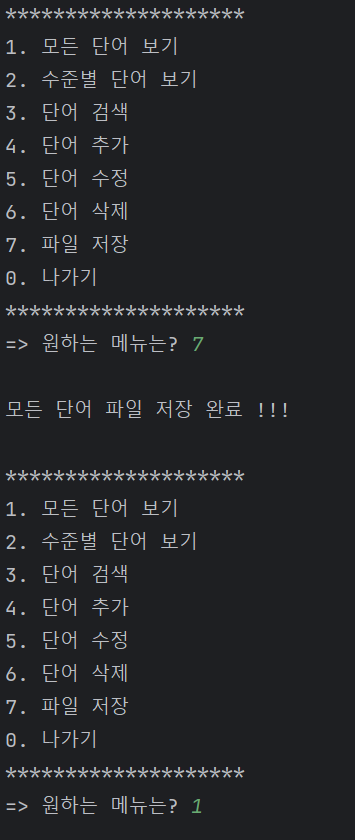 ********************
1. 모든 단어 보기
2. 수준별 단어 보기
3. 단어 검색
4. 단어 추가
5. 단어 수정
6. 단어 삭제
7. 파일 저장
0. 나가기
********************
=> 원하는 메뉴는? 7
모든 단어 파일 저장 완료 !!!
********************
1. 모든 단어 보기
2. 수준별 단어 보기
3. 단어 검색
4. 단어 추가
5. 단어 수정
6. 단어 삭제
7. 파일 저장
0. 나가기
********************
=> 원하는 메뉴는? 1